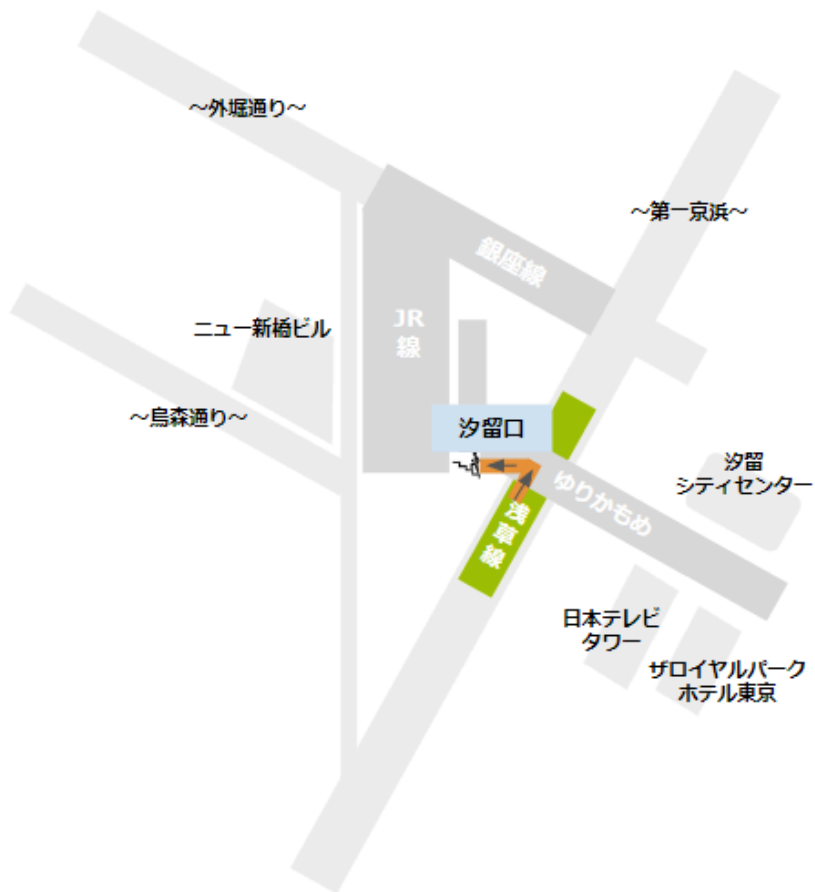 ～外堀通り～
～第一京浜～
銀座線
JR
線
ニュー新橋ビル
～烏森通り～
汐留口
汐留
シティセンター
ゆりかもめ
浅草線
日本テレビ
タワー
ザロイヤルパーク
ホテル東京